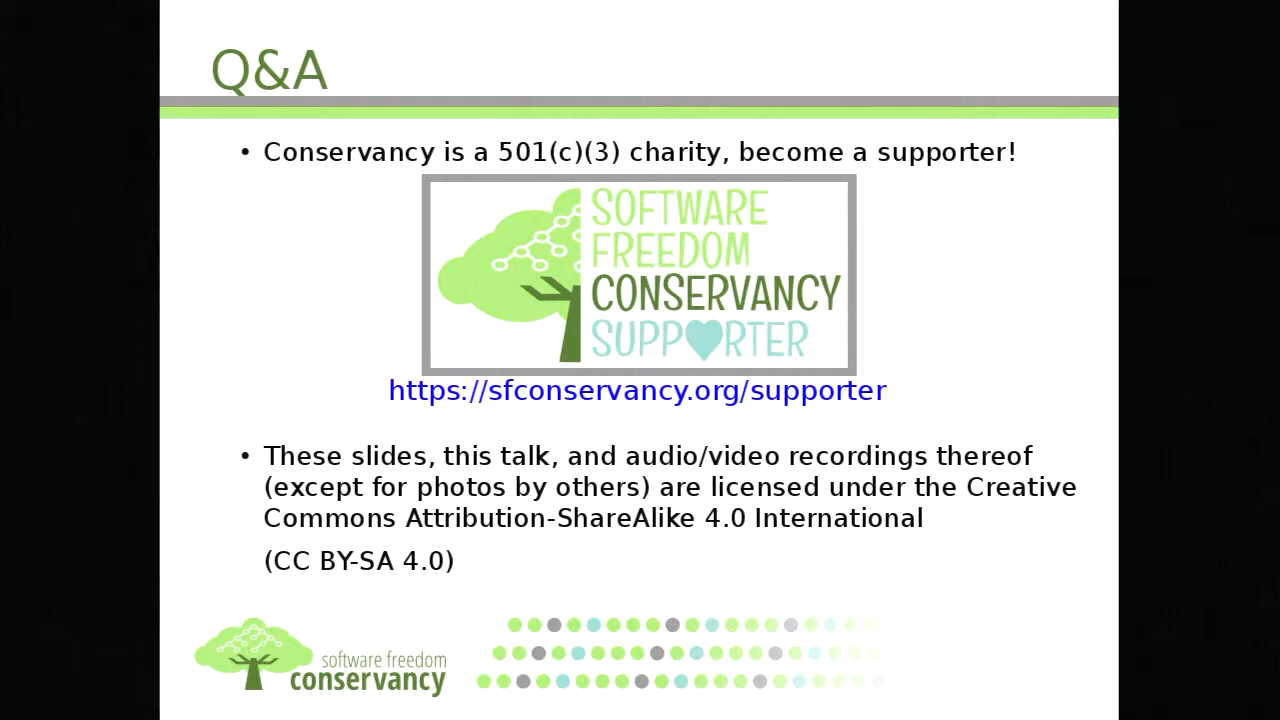 Q&A
• Conservancy is a 501(c)(3) charity, become a supporter!
SOFTWARE
FREEDOM
CONSERVANCY
SUPP♥RTER
https://sfconservancy.org/supporter
• These slides, this talk, and audio/video recordings thereof
(except for photos by others) are licensed under the Creative
Commons Attribution-ShareAlike 4.0 International
(CC BY-SA 4.0)
software freedom
conservancy